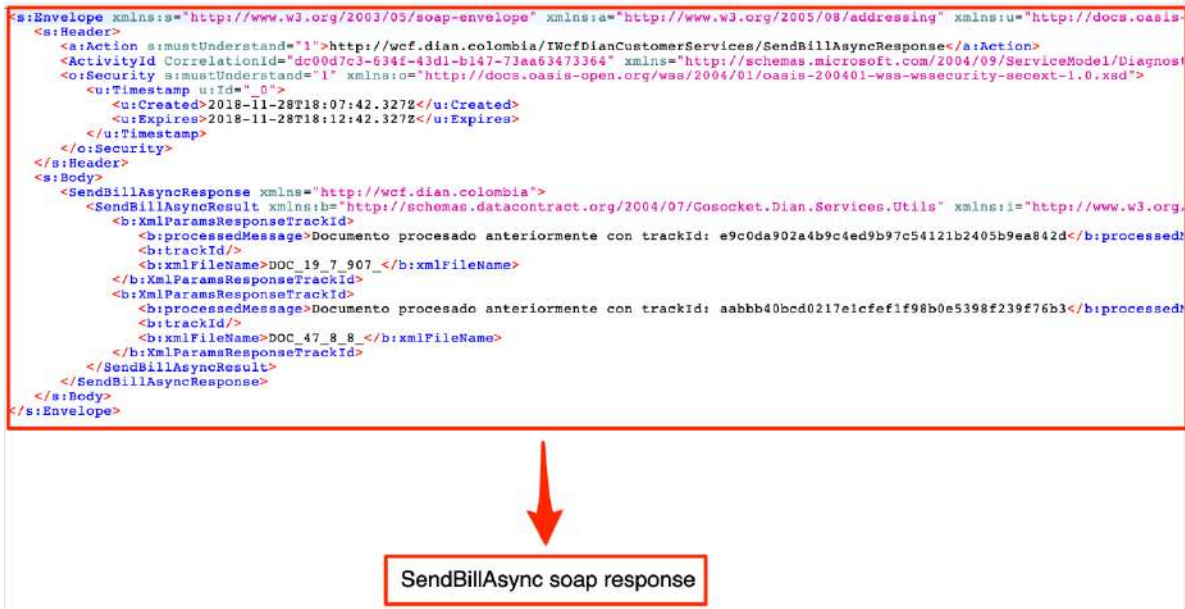 <s:Envelope xmlns:s="http://www.w3.org/2003/05/soap-envelope" xmlns:a="http://www.w3.org/2005/08/addressing" xmlns:u="http://docs.oasis-
<s:Header>
<a:Action s:mustUnderstand="1">http://wcf.dian.colombia/IWcfDianCustomerServices/SendBillAsyncResponse</a:Action>
<ActivityId CorrelationId="dc00d7c3-634f-43d1-b147-73aa63473364" xmlns="http://schemas.microsoft.com/2004/09/ServiceModel/Diagnost
<o:Security s:mustUnderstand="1" xmlns:o="http://docs.oasis-open.org/wss/2004/01/oasis-200401-wss-wssecurity-secext-1.0.xsd">
<u:Timestamp u:Id="_0">
<u:Created>2018-11-28T18:07:42.327Z</u:Created>
<u:Expires>2018-11-28T18:12:42.327Z</u:Expires>
</u:Timestamp>
</o:Security>
</s:Header>
<s:Body>
<SendBillAsyncResponse xmlns="http://wcf.dian.colombia">
<SendBillAsyncResult xmlns:b="http://schemas.datacontract.org/2004/07/Gosocket.Dian.Services.Utils" xmlns:i="http://www.w3.org.
<b:XmlParamsResponseTrackId>
<b:processedMessage>Documento procesado anteriormente con trackId: e9c0da902a4b9c4ed9b97c54121b2405b9ea842d</b:processedM
<b:trackId/>
<b:xmlFileName>DOC_19_7_907_</b:xmlFileName>
</b:XmlParamsResponseTrackId>
<b:XmlParamsResponseTrackId>
<b:processedMessage>Documento procesado anteriormente con trackId: aabbb40bcd0217e1cfef1f98b0e5398f239f76b3</b:processedM
<b:trackId/>
<b:xmlFileName>DOC_47_8_8_</b:xmlFileName>
</b:XmlParamsResponseTrackId>
</SendBillAsyncResult>
</SendBillAsyncResponse>
</s:Body>
</s:Envelope>
SendBillAsync soap response